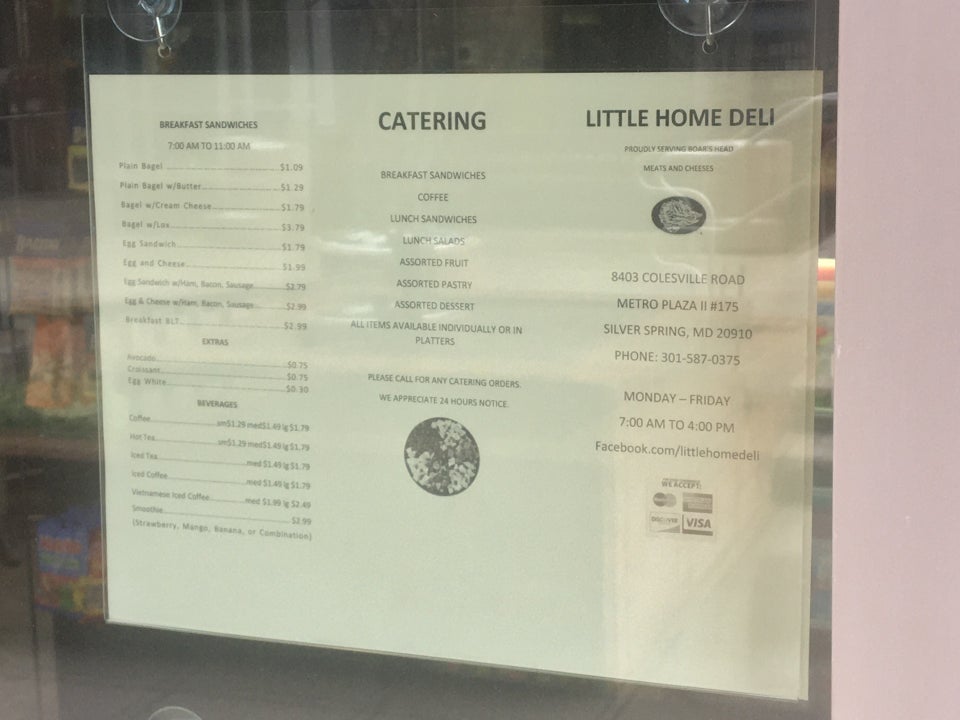 BREAKFAST SANDWICHES
7:00 AM TO 11:00 AM
Plain Bagel $1.09
Plain Bagel w/Butter $1.29
Bagel w/Cream Cheese $1.79
Bagel w/Lox $3.79
Egg Sandwich $1.79
Egg and Cheese $1.99
Egg Sandwich w/Ham, Bacon, Sausage $2.79
Egg & Cheese w/Ham, Bacon, Sausage $2.99
Breakfast BLT $2.99
EXTRAS
Avocado $0.75
Croissant $0.75
Egg White $0.30
BEVERAGES
Coffee sm$1.29 med$1.49 lg $1.79
Hot Tea sm$1.29 med$1.49 lg $1.79
Iced Tea med $1.49 lg $1.79
Iced Coffee med $1.49 lg $1.79
Vietnamese Iced Coffee med $1.99 lg $2.49
Smoothie $2.99
(Strawberry, Mango, Banana, or Combination)
CATERING
BREAKFAST SANDWICHES
COFFEE
LUNCH SANDWICHES
LUNCH SALADS
ASSORTED FRUIT
ASSORTED PASTRY
ASSORTED DESSERT
ALL ITEMS AVAILABLE INDIVIDUALLY OR IN
PLATTERS
PLEASE CALL FOR ANY CATERING ORDERS.
WE APPRECIATE 24 HOURS NOTICE.
LITTLE HOME DELI
PROUDLY SERVING BOAR'S HEAD
MEATS AND CHEESES
8403 COLESVILLE ROAD
METRO PLAZA II #175
SILVER SPRING, MD 20910
PHONE: 301-587-0375
MONDAY – FRIDAY
7:00 AM TO 4:00 PM
Facebook.com/littlehomedeli
WE ACCEPT:
DISCOVER VISA